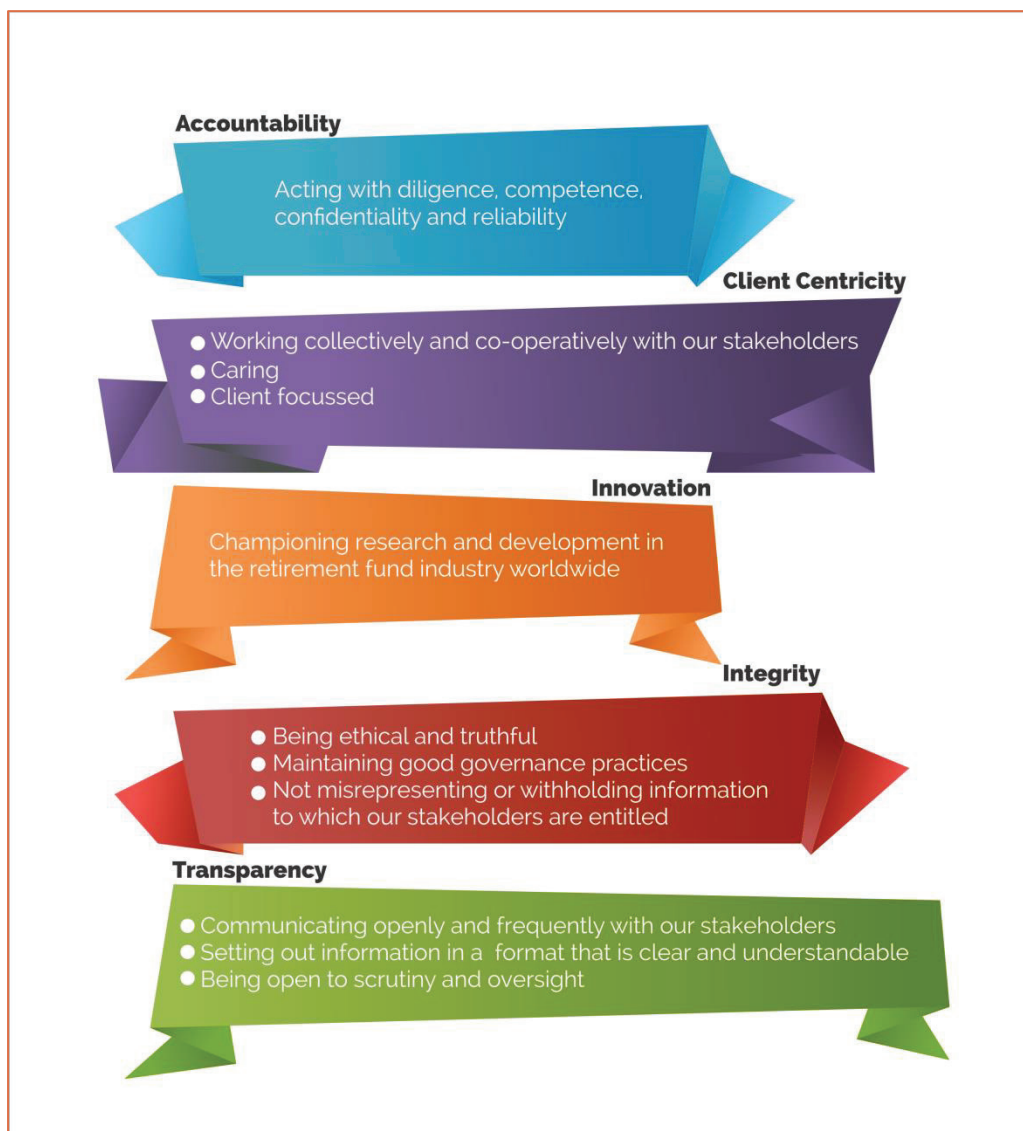 Accountability
Acting with diligence, competence,
confidentiality and reliability
Client Centricity
Working collectively and co-operatively with our stakeholders
Caring
Client focussed
Innovation
Championing research and development in
the retirement fund industry worldwide
Integrity
Being ethical and truthful
Maintaining good governance practices
Not misrepresenting or withholding information
to which our stakeholders are entitled
Transparency
Communicating openly and frequently with our stakeholders
Setting out information in a format that is clear and understandable
Being open to scrutiny and oversight